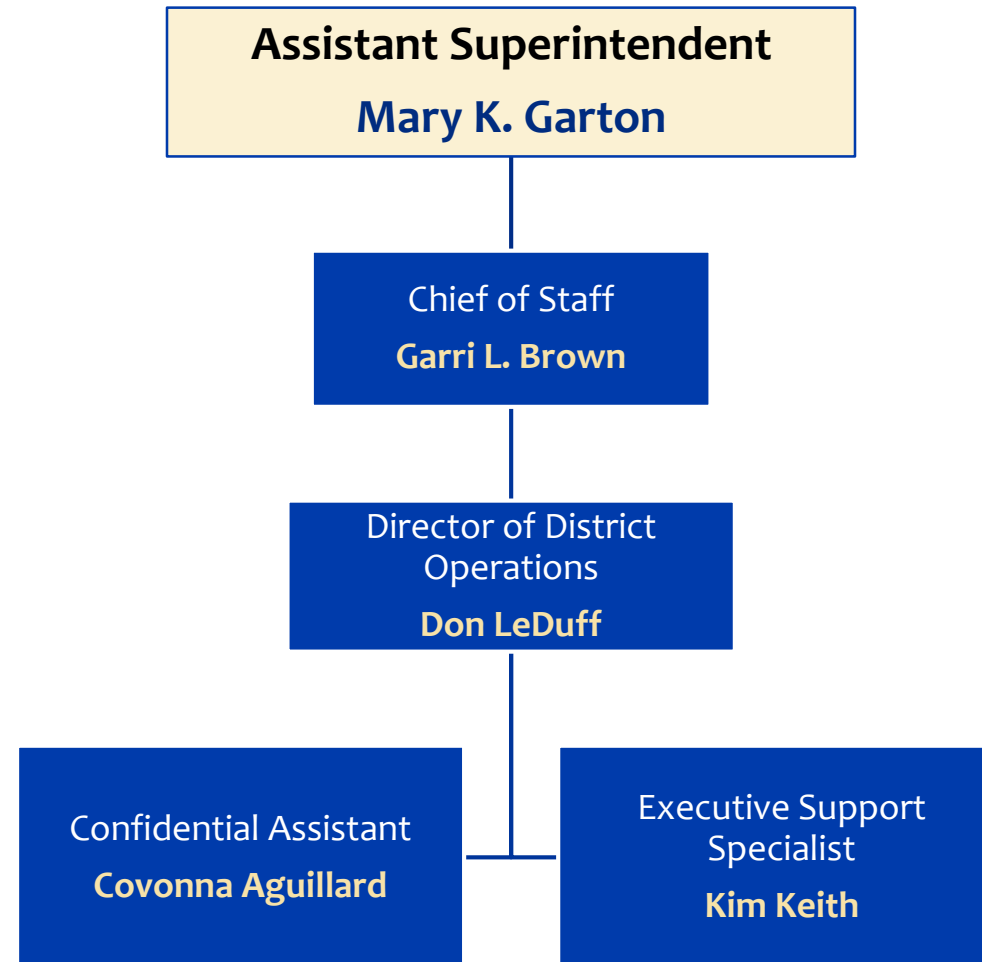 Assistant Superintendent
Mary K. Garton
Chief of Staff
Garri L. Brown
Director of District
Operations
Don LeDuff
Confidential Assistant
Covonna Aguillard
Executive Support
Specialist
Kim Keith